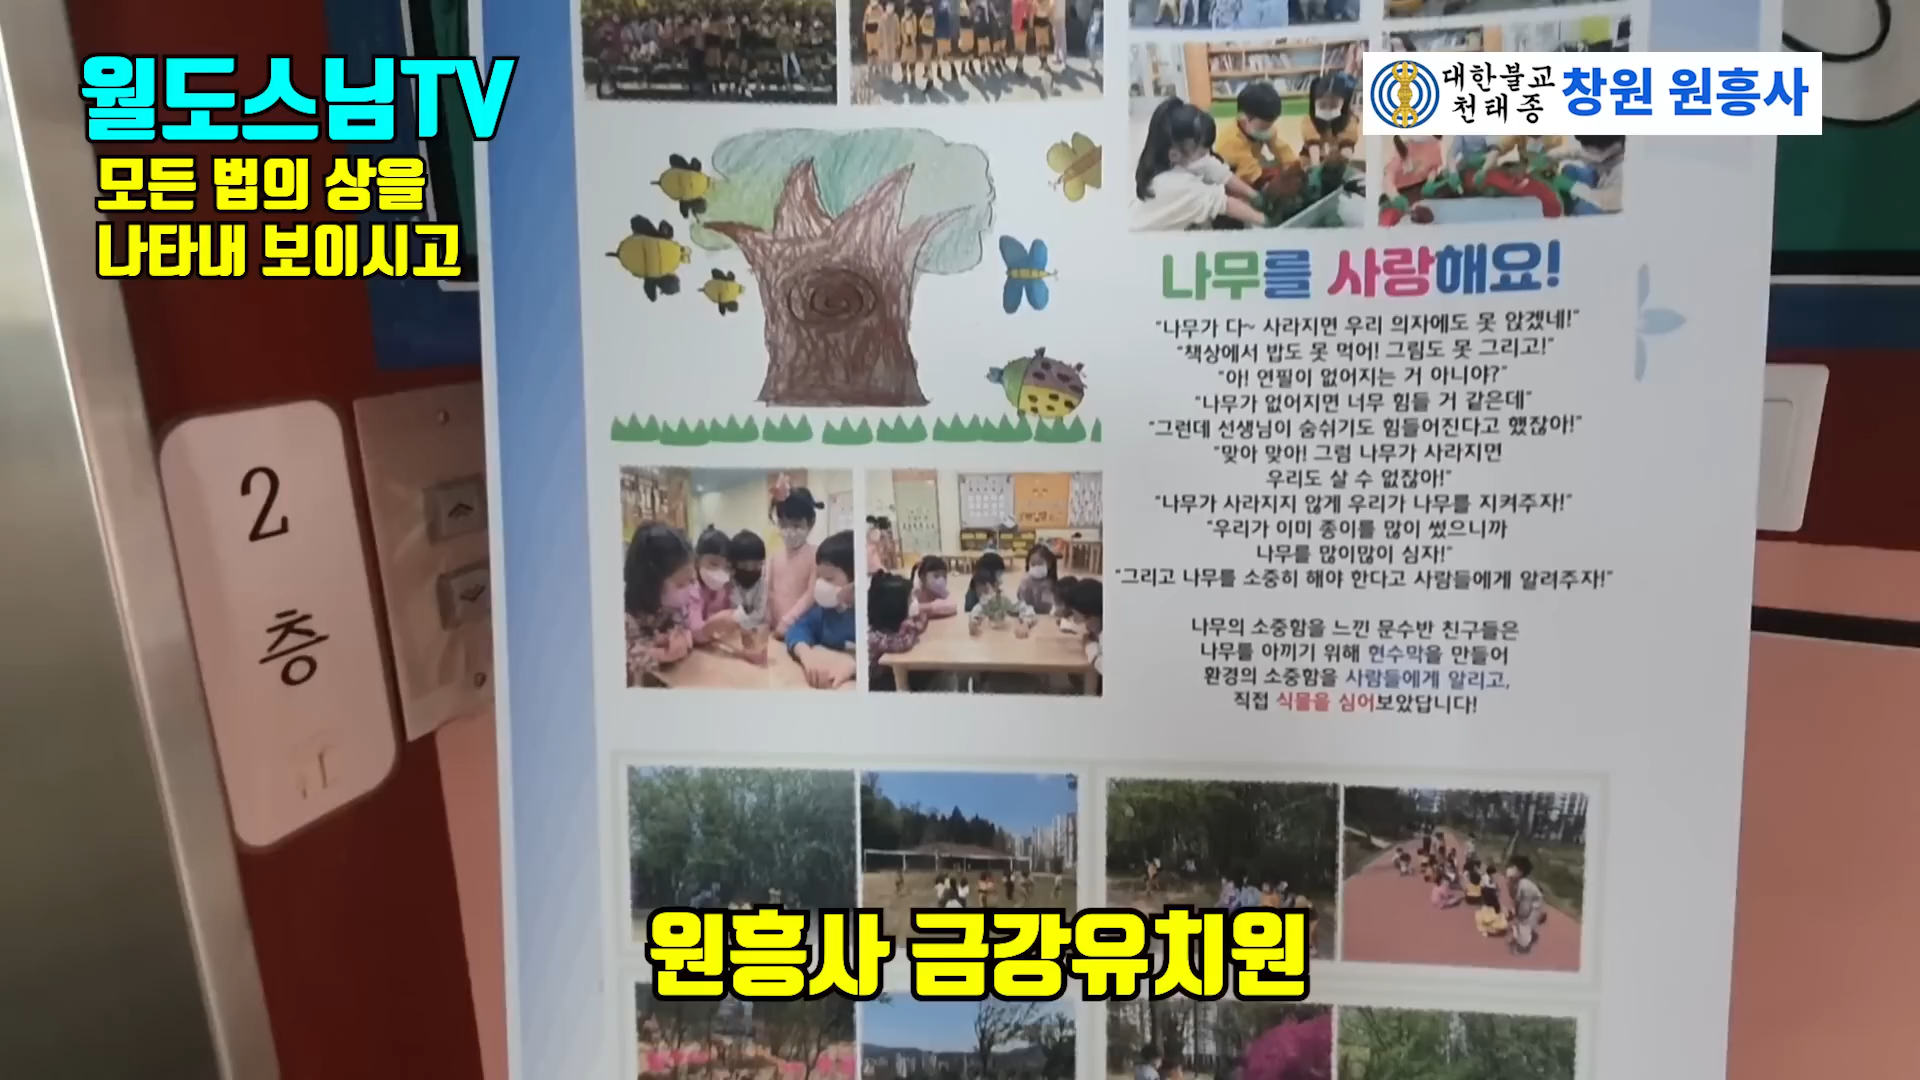 월도스님TV
모든 법의 상을
나타내 보이시고
대한불교
천태종
창원 원흥사
나무를 사랑해요!
"나무가 다~ 사라지면 우리 의자에도 못 앉겠네!"
"책상에서 밥도 못 먹어! 그림도 못 그리고!"
"아! 연필이 없어지는 거 아니야?"
"나무가 없어지면 너무 힘들 거 같은데"
"그런데 선생님이 숨쉬기도 힘들어진다고 했잖아!"
"맞아 맞아! 그럼 나무가 사라지면
우리도 살 수 없잖아!"
"나무가 사라지지 않게 우리가 나무를 지켜주자!"
"우리가 이미 종이를 많이 썼으니까
나무를 많이많이 심자!"
"그리고 나무를 소중히 해야 한다고 사람들에게 알려주자!"
나무의 소중함을 느낀 문수반 친구들은
나무를 아끼기 위해 현수막을 만들어
환경의 소중함을 사람들에게 알리고,
직접 식물을 심어보았답니다!
2
층
원흥사 금강유치원